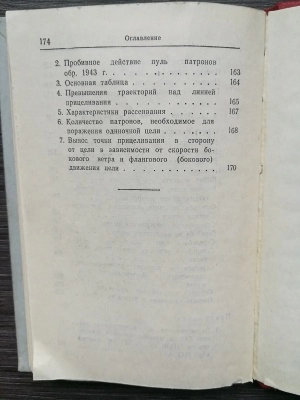 174 Оглавление
2. Пробивное действие пуль патронов
обр. 1943 г. . . . . . . . . . . . 163
3. Основная таблица . . . . . . . . 164
4. Превышения траекторий над линией
прицеливания . . . . . . . . . . . 165
5. Характеристики рассеивания . . . . 167
6. Количество патронов, необходимое для
поражения одиночной цели . . . . . 168
7. Вынос точки прицеливания в сторону
от цели в зависимости от скорости бо-
кового ветра и флангового (бокового)
движения цели . . . . . . . . . . . 170